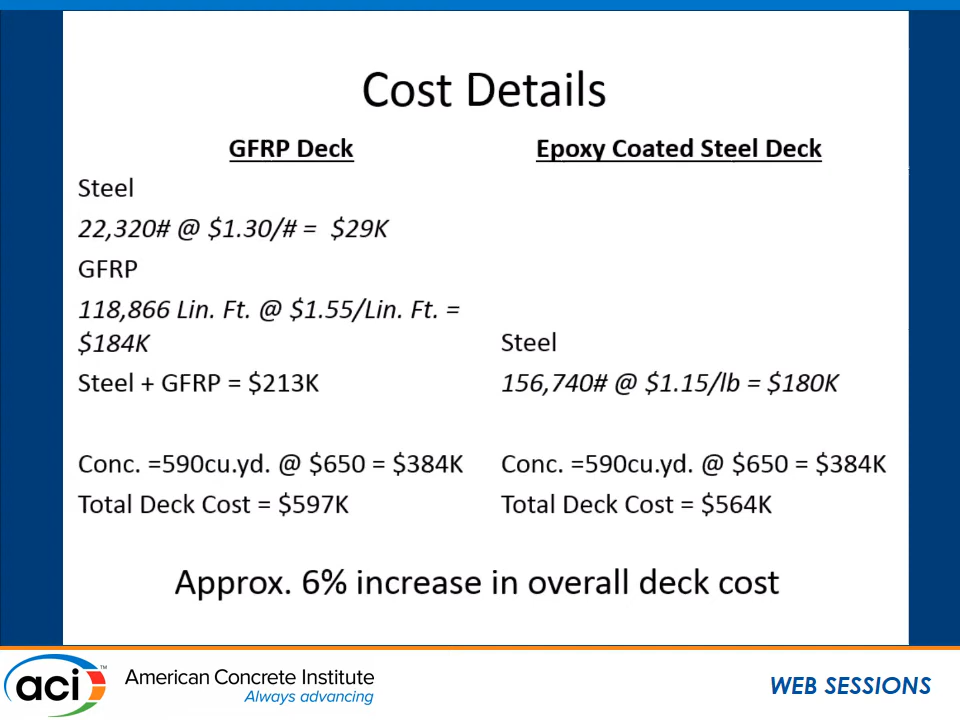 Cost Details
GFRP Deck
Steel
22,320# @ $1.30/# = $29K
GFRP
118,866 Lin. Ft. @ $1.55/Lin. Ft. =
$184K
Steel + GFRP = $213K
Conc. =590cu.yd. @ $650 = $384K
Total Deck Cost = $597K
Epoxy Coated Steel Deck
Steel
156,740# @ $1.15/lb = $180K
Conc. =590cu.yd. @ $650 = $384K
Total Deck Cost = $564K
Approx. 6% increase in overall deck cost
aci™
American Concrete Institute
Always advancing
WEB SESSIONS